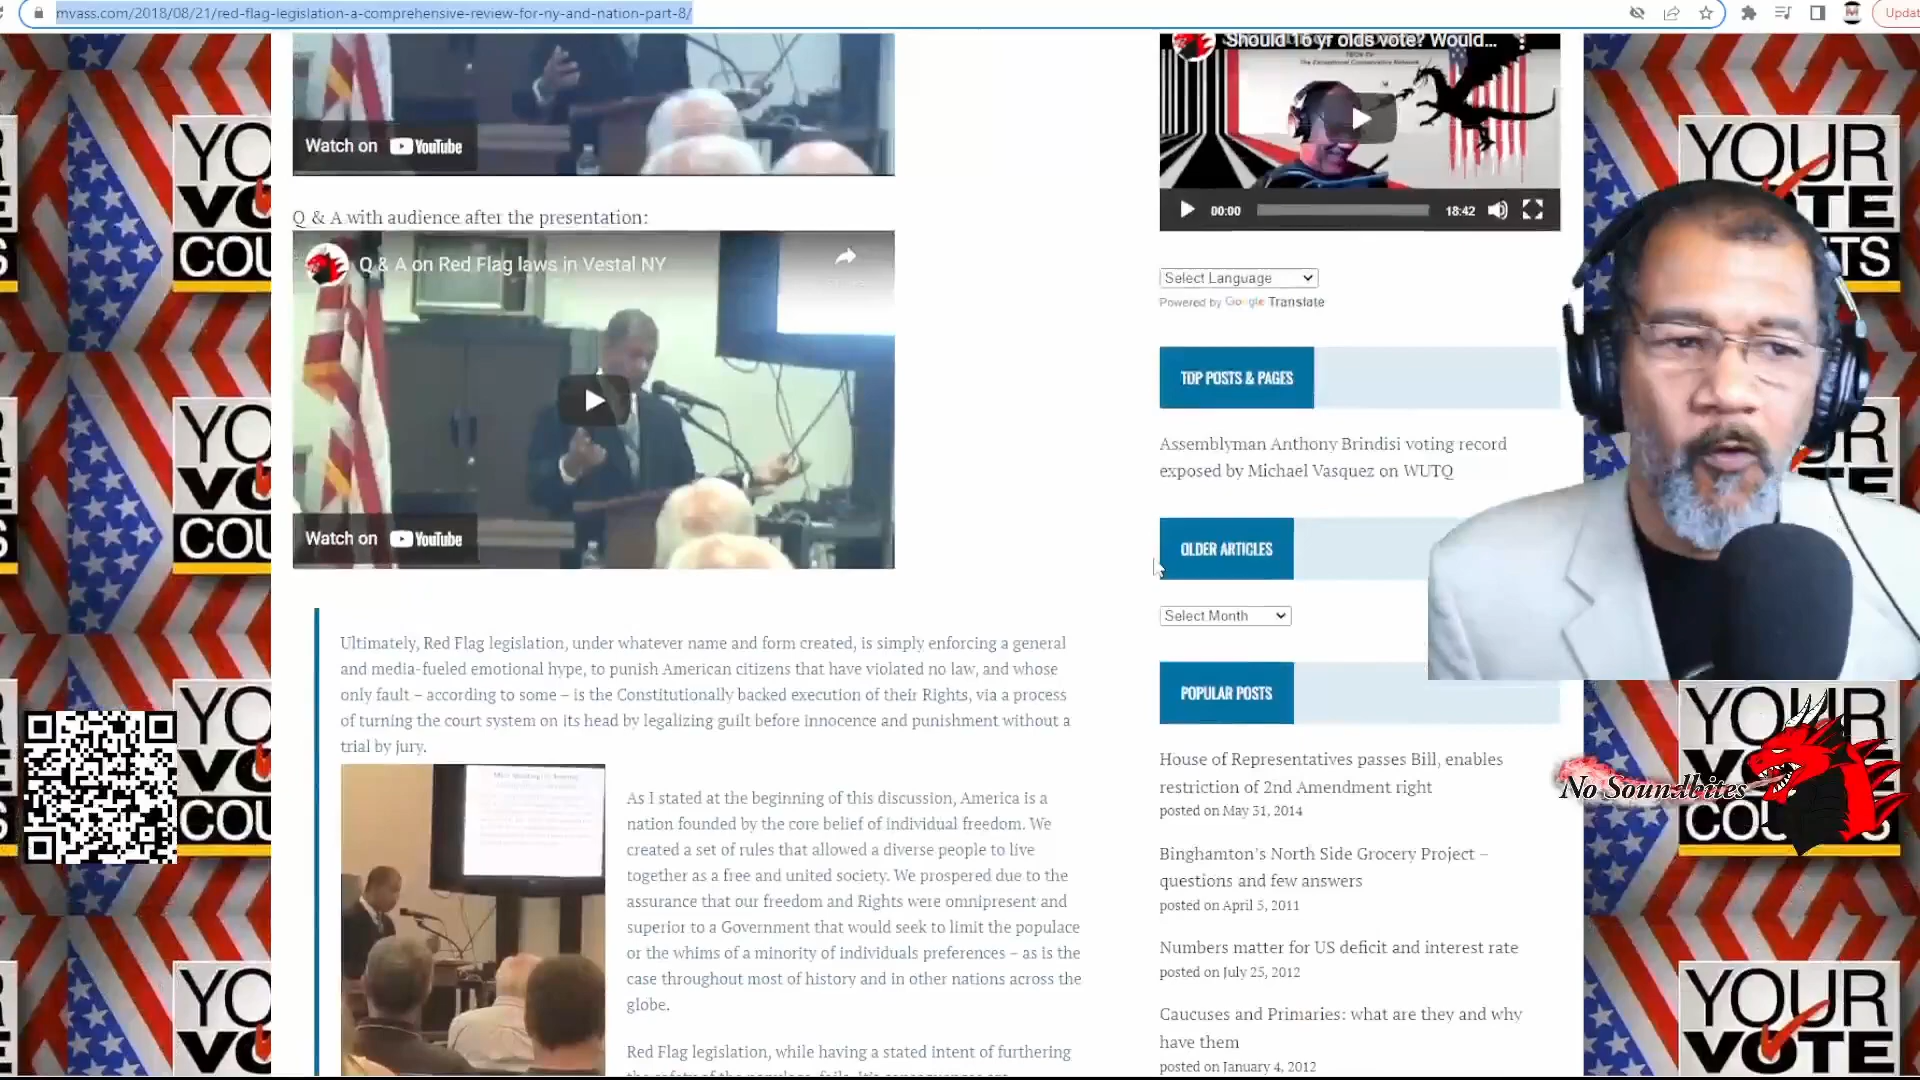 mvass.com/2018/08/21/red-flag-legislation-a-comprehensive-review-for-ny-and-nation-part-8/
Updat
Watch on YouTube
Q & A with audience after the presentation:
Q & A on Red Flag laws in Vestal NY
Watch on YouTube
Ultimately, Red Flag legislation, under whatever name and form created, is simply enforcing a general
and media-fueled emotional hype, to punish American citizens that have violated no law, and whose
only fault – according to some – is the Constitutionally backed execution of their Rights, via a process
of turning the court system on its head by legalizing guilt before innocence and punishment without a
trial by jury.
As I stated at the beginning of this discussion, America is a
nation founded by the core belief of individual freedom. We
created a set of rules that allowed a diverse people to live
together as a free and united society. We prospered due to the
assurance that our freedom and Rights were omnipresent and
superior to a Government that would seek to limit the populace
or the whims of a minority of individuals preferences – as is the
case throughout most of history and in other nations across the
globe.
Red Flag legislation, while having a stated intent of furthering
Should 16 yr olds vote? Would...
The Exceptional Conservative Network
00:00
18:42
Select Language
Powered by Google Translate
TOP POSTS & PAGES
Assemblyman Anthony Brindisi voting record
exposed by Michael Vasquez on WUTQ
OLDER ARTICLES
Select Month
POPULAR POSTS
House of Representatives passes Bill, enables
restriction of 2nd Amendment right
posted on May 31, 2014
Binghamton's North Side Grocery Project –
questions and few answers
posted on April 5, 2011
Numbers matter for US deficit and interest rate
posted on July 25, 2012
Caucuses and Primaries: what are they and why
have them
posted on January 4, 2012
YOUR
VOTE
COUNTS
No Soundbites
YOUR
VOTE